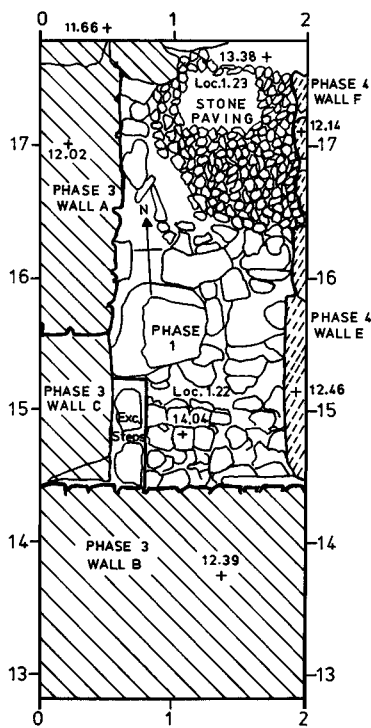 0 1 2
11.66
13.38
Loc.1.23
STONE
PAVING
PHASE 4
WALL F
12.14
17 17
12.02
PHASE 3
WALL A
N
16 16
PHASE
1
PHASE 4
WALL E
PHASE 3
WALL C
Loc.1.22
12.46
15 15
Exc.
Steps
14.04
14 14
PHASE 3
WALL B
12.39
13 13
0 1 2